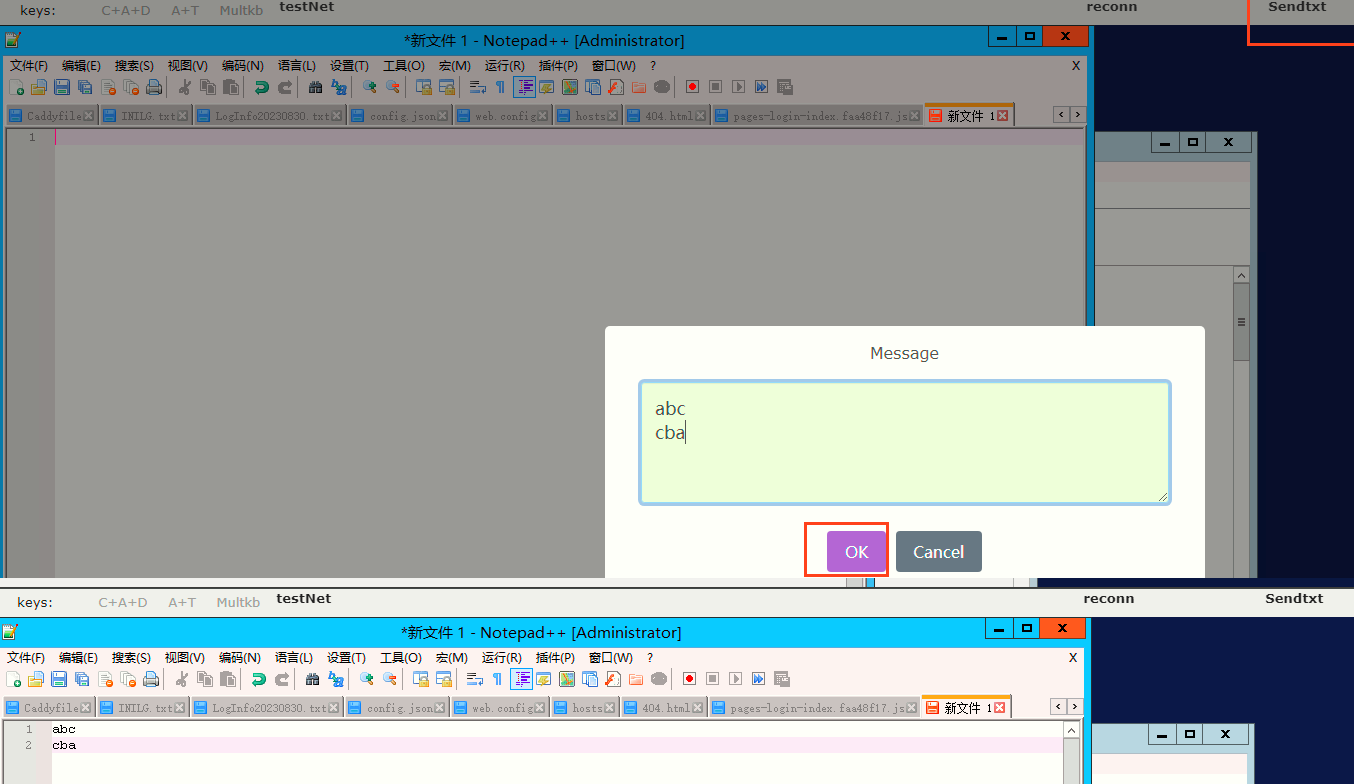 keys: C+A+D A+T Multkb testNet reconn Sendtxt
*新文件 1 - Notepad++ [Administrator]
文件(F) 编辑(E) 搜索(S) 视图(V) 编码(N) 语言(L) 设置(T) 工具(O) 宏(M) 运行(R) 插件(P) 窗口(W) ? X
Caddyfile INILG.txt LogInfo20230830.txt config.json web.config hosts 404.html pages-login-index.faa48f17.js 新文件 1
1
Message
abc
cba
OK Cancel
keys: C+A+D A+T Multkb testNet reconn Sendtxt
*新文件 1 - Notepad++ [Administrator]
文件(F) 编辑(E) 搜索(S) 视图(V) 编码(N) 语言(L) 设置(T) 工具(O) 宏(M) 运行(R) 插件(P) 窗口(W) ? X
Caddyfile INILG.txt LogInfo20230830.txt config.json web.config hosts 404.html pages-login-index.faa48f17.js 新文件 1
1 abc
2 cba